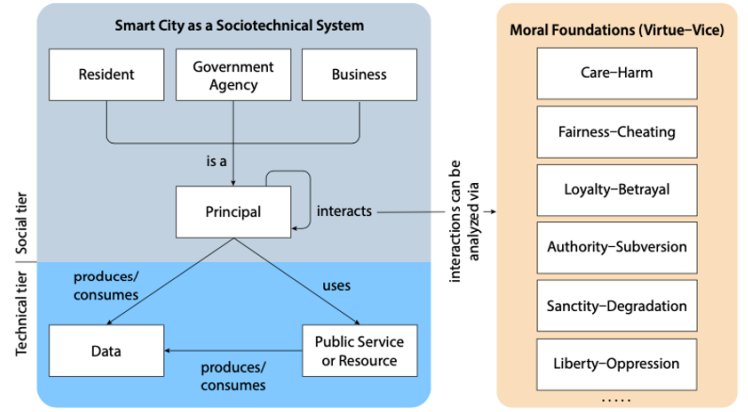 Smart City as a Sociotechnical System
Resident
Government
Agency
Business
is a
Principal
interacts
Social tier
Technical tier
produces/
consumes
uses
Data
Public Service
or Resource
produces/
consumes
interactions can be
analyzed via
Moral Foundations (Virtue–Vice)
Care–Harm
Fairness–Cheating
Loyalty–Betrayal
Authority–Subversion
Sanctity–Degradation
Liberty–Oppression
.....